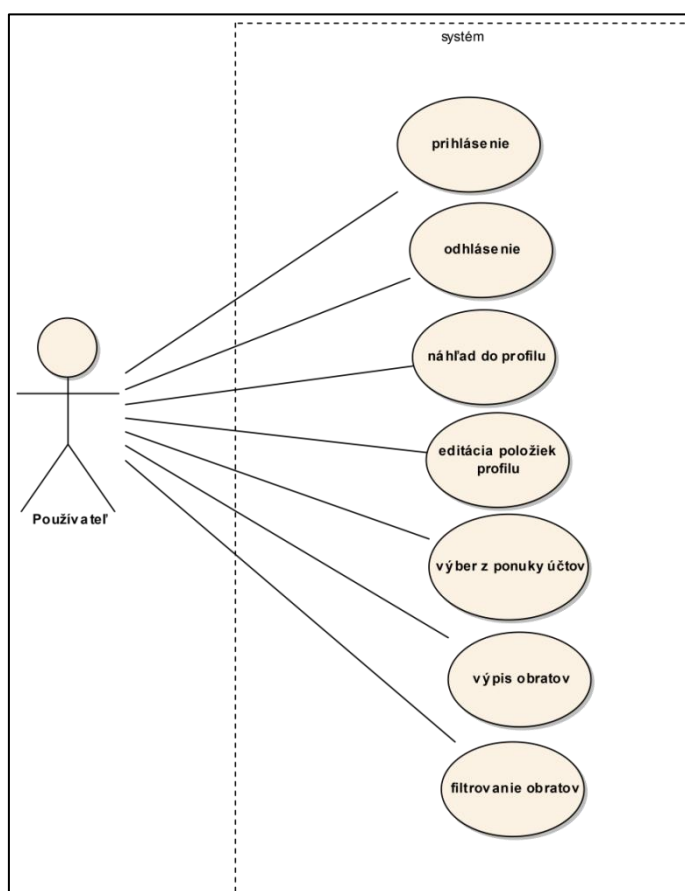 systém
prihlásenie
odhlásenie
náhľad do profilu
editácia položiek
profilu
Používateľ
výber z ponuky účtov
výpis obratov
filtrovanie obratov